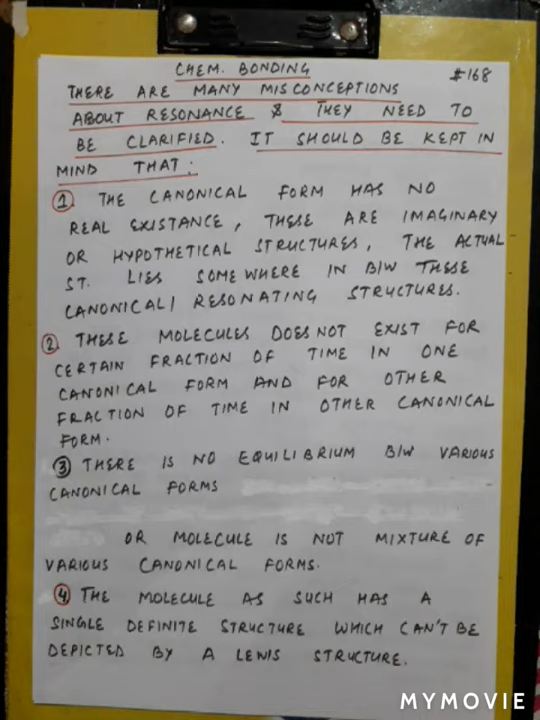 CHEM. BONDING #168
THERE ARE MANY MISCONCEPTIONS
ABOUT RESONANCE & THEY NEED TO
BE CLARIFIED. IT SHOULD BE KEPT IN
MIND THAT:
1. THE CANONICAL FORM HAS NO
REAL EXISTANCE, THESE ARE IMAGINARY
OR HYPOTHETICAL STRUCTURES, THE ACTUAL
ST. LIES SOMEWHERE IN B/W THESE
CANONICAL/ RESONATING STRUCTURES.
2. THESE MOLECULES DOES NOT EXIST FOR
CERTAIN FRACTION OF TIME IN ONE
CANONICAL FORM AND FOR OTHER
FRACTION OF TIME IN OTHER CANONICAL
FORM.
3 THERE IS NO EQUILIBRIUM B/W VARIOUS
CANONICAL FORMS
OR MOLECULE IS NOT MIXTURE OF
VARIOUS CANONICAL FORMS.
4 THE MOLECULE AS SUCH HAS A
SINGLE DEFINITE STRUCTURE WHICH CAN'T BE
DEPICTED BY A LEWIS STRUCTURE.
MYMOVIE